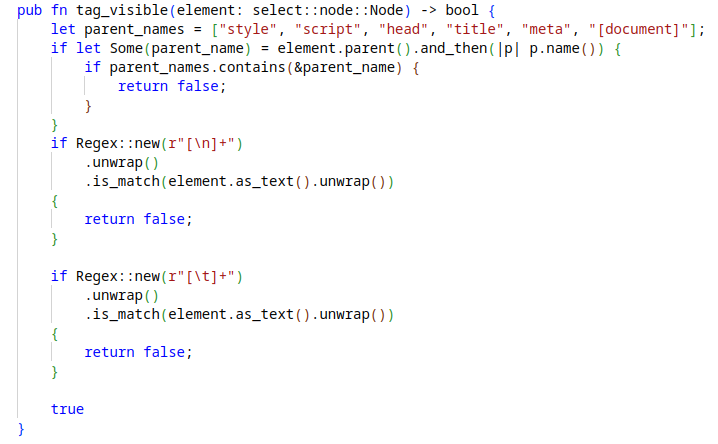 pub fn tag_visible(element: select::node::Node) -> bool {
    let parent_names = ["style", "script", "head", "title", "meta", "[document]"];
    if let Some(parent_name) = element.parent().and_then(|p| p.name()) {
        if parent_names.contains(&parent_name) {
            return false;
        }
    }
    if Regex::new(r"[\n]+")
        .unwrap()
        .is_match(element.as_text().unwrap())
    {
        return false;
    }

    if Regex::new(r"[\t]+")
        .unwrap()
        .is_match(element.as_text().unwrap())
    {
        return false;
    }

    true
}